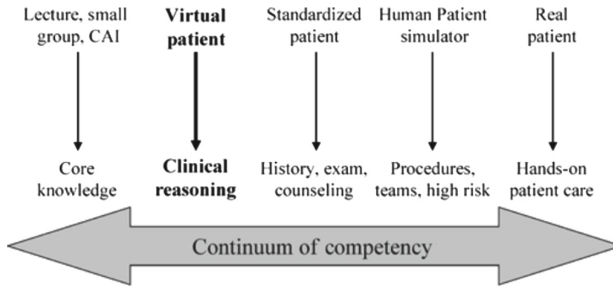 Lecture, small
group, CAI
Virtual
patient
Standardized
patient
Human Patient
simulator
Real
patient
Core
knowledge
Clinical
reasoning
History, exam,
counseling
Procedures,
teams, high risk
Hands-on
patient care
Continuum of competency